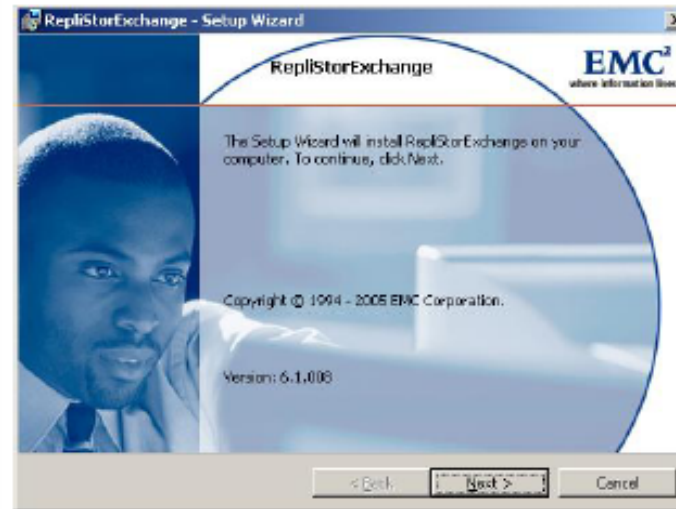 RepliStorExchange - Setup Wizard
RepliStorExchange
EMC²
where information lives
The Setup Wizard will install RepliStorExchange on your
computer. To continue, click Next.
Copyright © 1994 - 2005 EMC Corporation.
Version: 6.1.008
< Back
Next >
Cancel